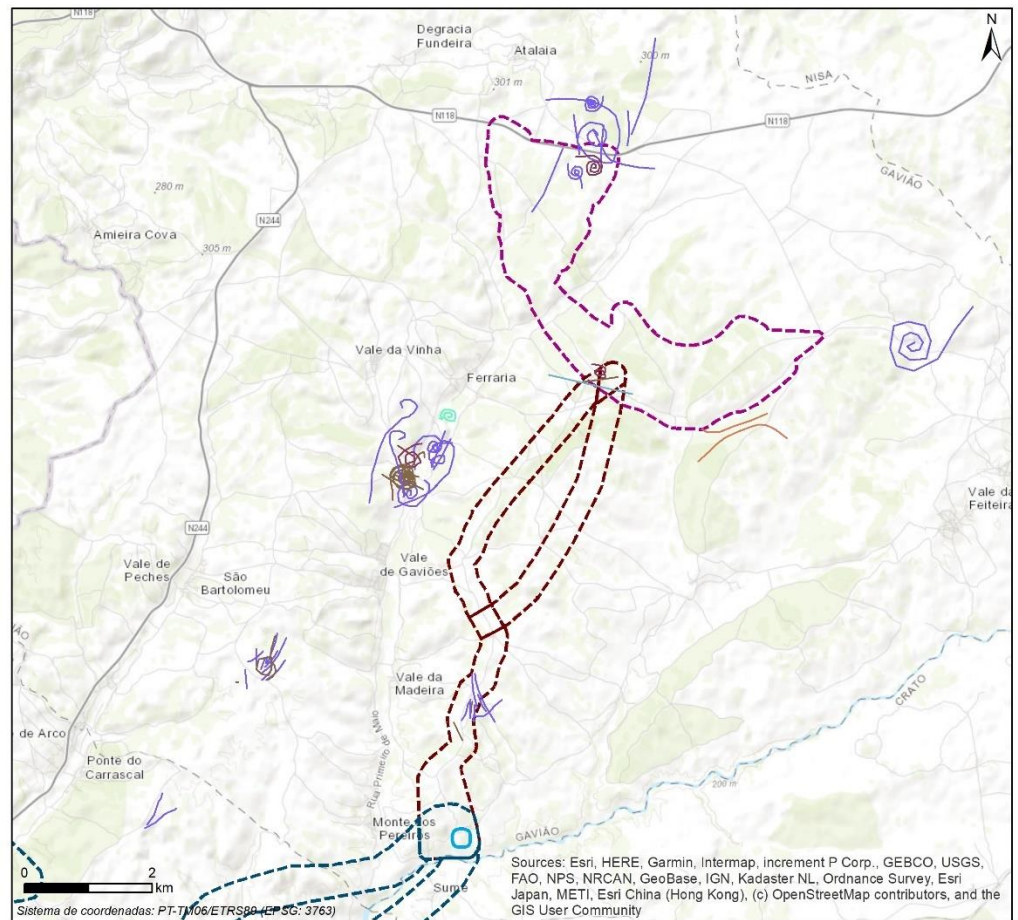 N118
Degracia
Fundeira
Atalaia
N
300 m
301 m
NISA
N118
N118
GAVIÃO
280 m
N244
Amieira Cova
305 m
Vale da Vinha
Ferraria
Vale da
Feiteira
N244
Vale de
Peches
São
Bartolomeu
Vale
de Gaviões
Vale da
Madeira
CRATO
de Arco
Ponte do
Carrascal
Rua Primeiro de Maio
206 m
Monte dos
Pereiros
GAVIÃO
Sume
0 2
km
Sistema de coordenadas: PT-TM06/ETRS89 (EPSG: 3763)
Sources: Esri, HERE, Garmin, Intermap, increment P Corp., GEBCO, USGS,
FAO, NPS, NRCAN, GeoBase, IGN, Kadaster NL, Ordnance Survey, Esri
Japan, METI, Esri China (Hong Kong), (c) OpenStreetMap contributors, and the
GIS User Community